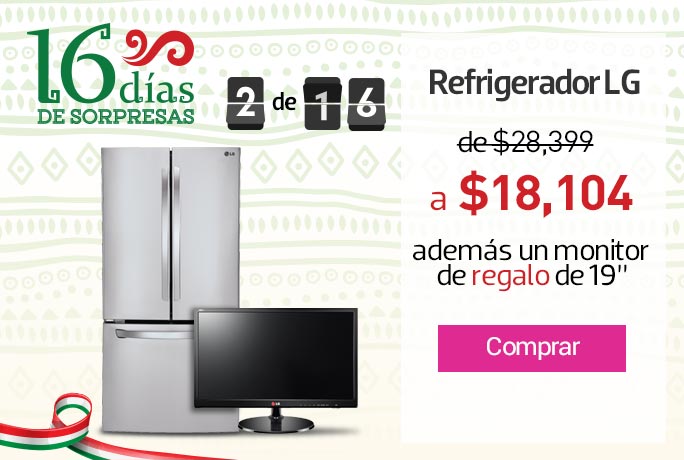 16
días
DE SORPRESAS
2 de 16
Refrigerador LG
de $28,399
a $18,104
además un monitor
de regalo de 19”
Comprar
LG
LG